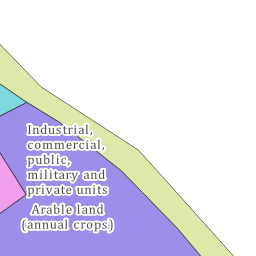 Industrial,
commercial,
public,
military and
private units
Arable land
(annual crops)